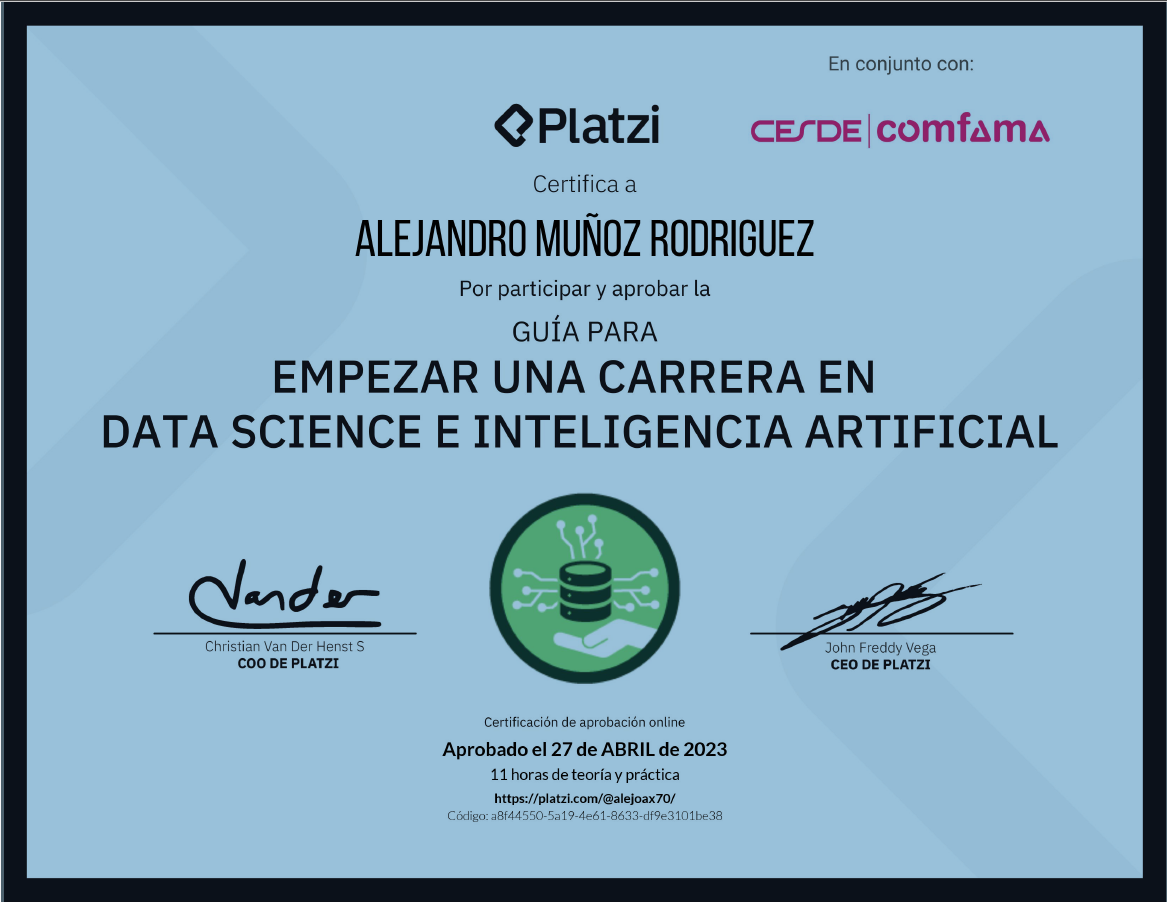 En conjunto con:
Platzi
CESDE | comfama
Certifica a
ALEJANDRO MUÑOZ RODRIGUEZ
Por participar y aprobar la
GUÍA PARA
EMPEZAR UNA CARRERA EN
DATA SCIENCE E INTELIGENCIA ARTIFICIAL
Vander
Christian Van Der Henst S
COO DE PLATZI
John Freddy Vega
CEO DE PLATZI
Certificación de aprobación online
Aprobado el 27 de ABRIL de 2023
11 horas de teoría y práctica
https://platzi.com/@alejoax70/
Código: a8f44550-5a19-4e61-8633-df9e3101be38